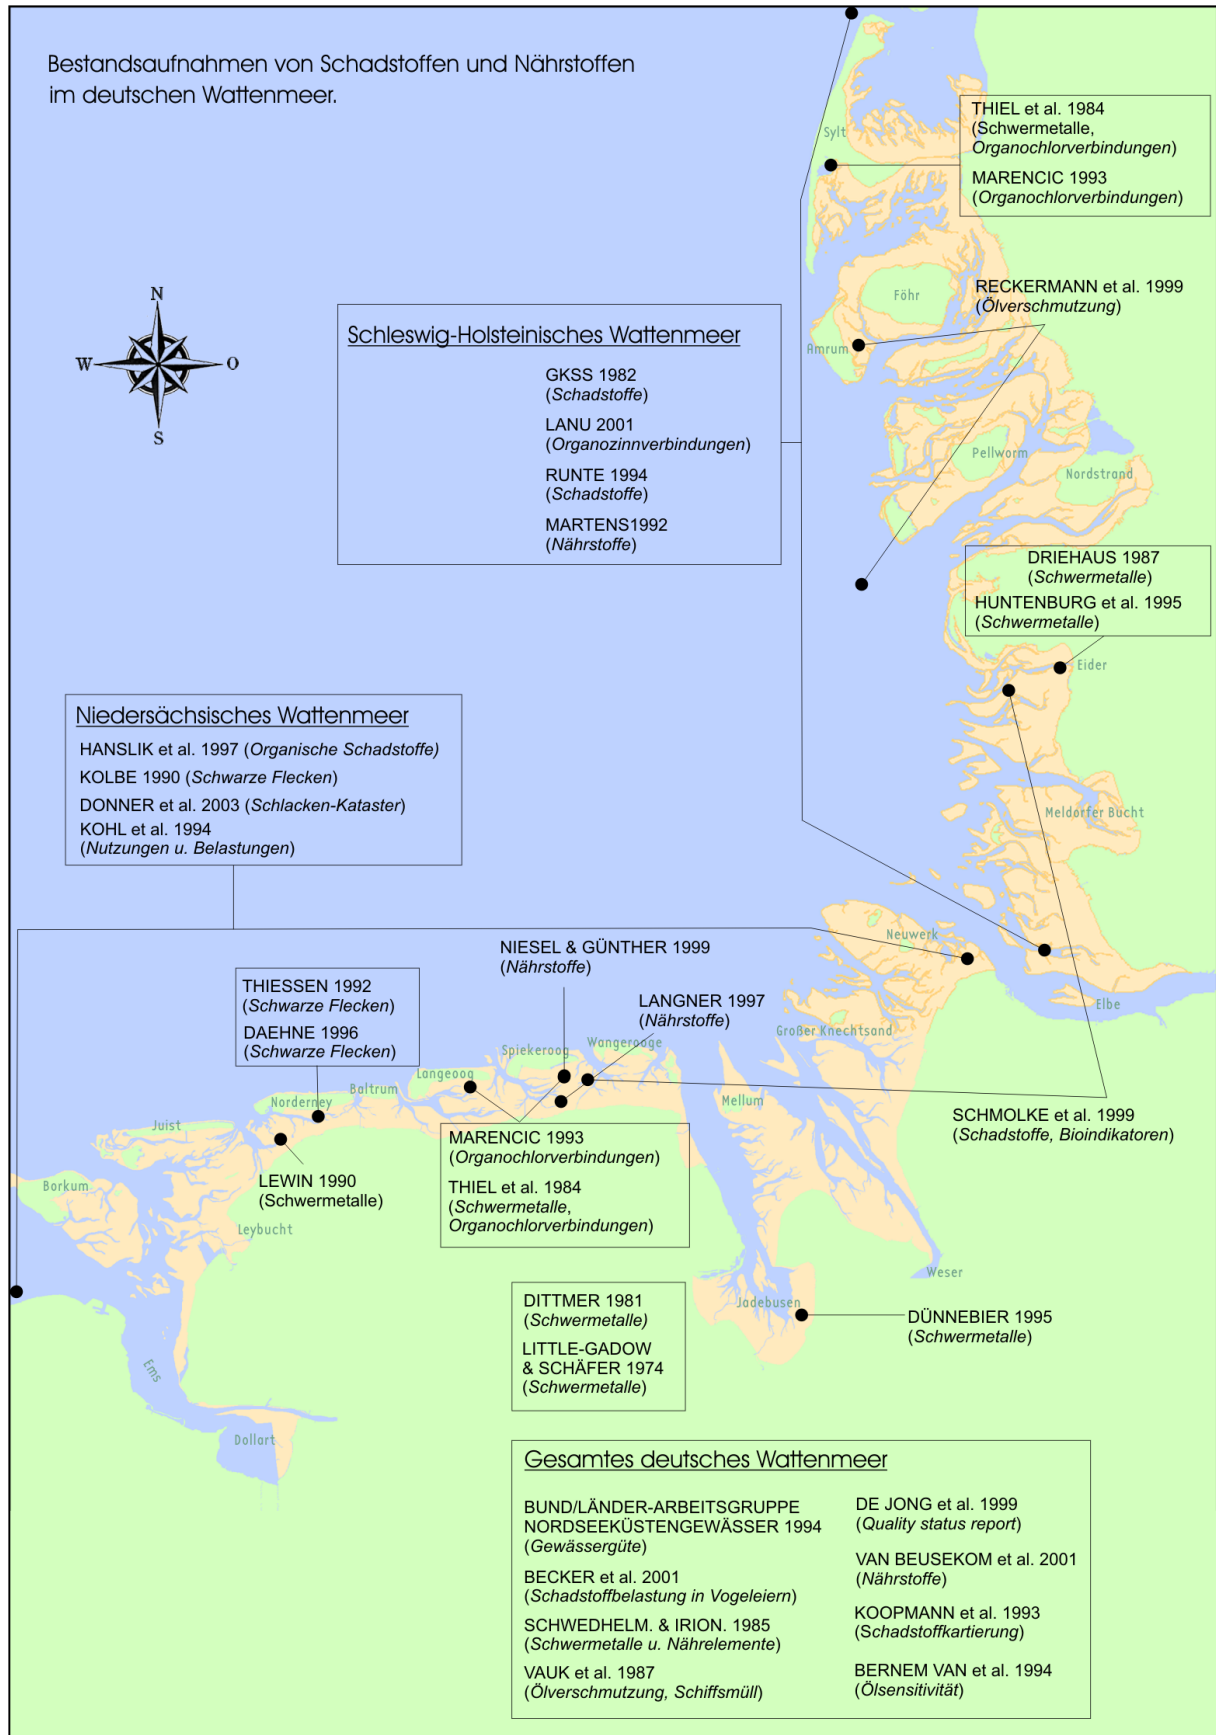 Bestandsaufnahmen von Schadstoffen und Nährstoffen
im deutschen Wattenmeer.
THIEL et al. 1984
(Schwermetalle,
Organochlorverbindungen)
MARENCIC 1993
(Organochlorverbindungen)
Sylt
N
W
O
S
Föhr
RECKERMANN et al. 1999
(Ölverschmutzung)
Amrum
Schleswig-Holsteinisches Wattenmeer
GKSS 1982
(Schadstoffe)
LANU 2001
(Organozinnverbindungen)
RUNTE 1994
(Schadstoffe)
MARTENS1992
(Nährstoffe)
Pellworm
Nordstrand
DRIEHAUS 1987
(Schwermetalle)
HUNTENBURG et al. 1995
(Schwermetalle)
Eider
Niedersächsisches Wattenmeer
HANSLIK et al. 1997 (Organische Schadstoffe)
KOLBE 1990 (Schwarze Flecken)
DONNER et al. 2003 (Schlacken-Kataster)
KOHL et al. 1994
(Nutzungen u. Belastungen)
Meldorfer Bucht
Neuwerk
NIESEL & GÜNTHER 1999
(Nährstoffe)
THIESSEN 1992
(Schwarze Flecken)
DAEHNE 1996
(Schwarze Flecken)
LANGNER 1997
(Nährstoffe)
Elbe
Großer Knechtsand
Wangerooge
Spiekeroog
Langeoog
Baltrum
Norderney
Mellum
Juist
SCHMOLKE et al. 1999
(Schadstoffe, Bioindikatoren)
MARENCIC 1993
(Organochlorverbindungen)
THIEL et al. 1984
(Schwermetalle,
Organochlorverbindungen)
LEWIN 1990
(Schwermetalle)
Borkum
Leybucht
Weser
DITTMER 1981
(Schwermetalle)
LITTLE-GADOW
& SCHÄFER 1974
(Schwermetalle)
Jadebusen
DÜNNEBIER 1995
(Schwermetalle)
Ems
Dollart
Gesamtes deutsches Wattenmeer
BUND/LÄNDER-ARBEITSGRUPPE
NORDSEEKÜSTENGEWÄSSER 1994
(Gewässergüte)
BECKER et al. 2001
(Schadstoffbelastung in Vogeleiern)
SCHWEDHELM. & IRION. 1985
(Schwermetalle u. Nährelemente)
VAUK et al. 1987
(Ölverschmutzung, Schiffsmüll)
DE JONG et al. 1999
(Quality status report)
VAN BEUSEKOM et al. 2001
(Nährstoffe)
KOOPMANN et al. 1993
(Schadstoffkartierung)
BERNEM VAN et al. 1994
(Ölsensitivität)